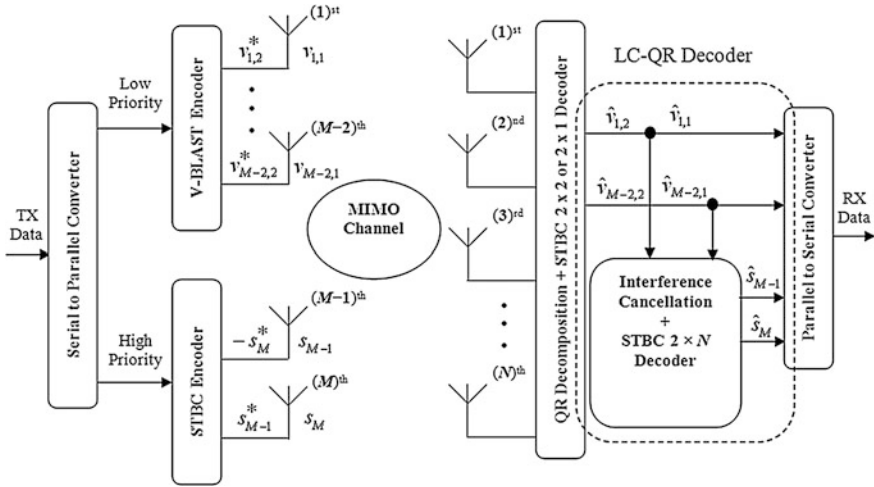 TX
Data
Serial to Parallel Converter
Low
Priority
High
Priority
V-BLAST Encoder
v*1,2 v1,1
(1)st
v*M−2,2 vM−2,1
(M−2)th
STBC Encoder
−s*M sM−1
(M−1)th
s*M−1 sM
(M)th
MIMO
Channel
(1)st
(2)nd
(3)rd
(N)th
QR Decomposition + STBC 2 x 2 or 2 x 1 Decoder
LC-QR Decoder
v̂1,2 v̂1,1
v̂M−2,2 v̂M−2,1
Interference
Cancellation
+
STBC 2 × N
Decoder
ŝM−1
ŝM
Parallel to Serial Converter
RX
Data